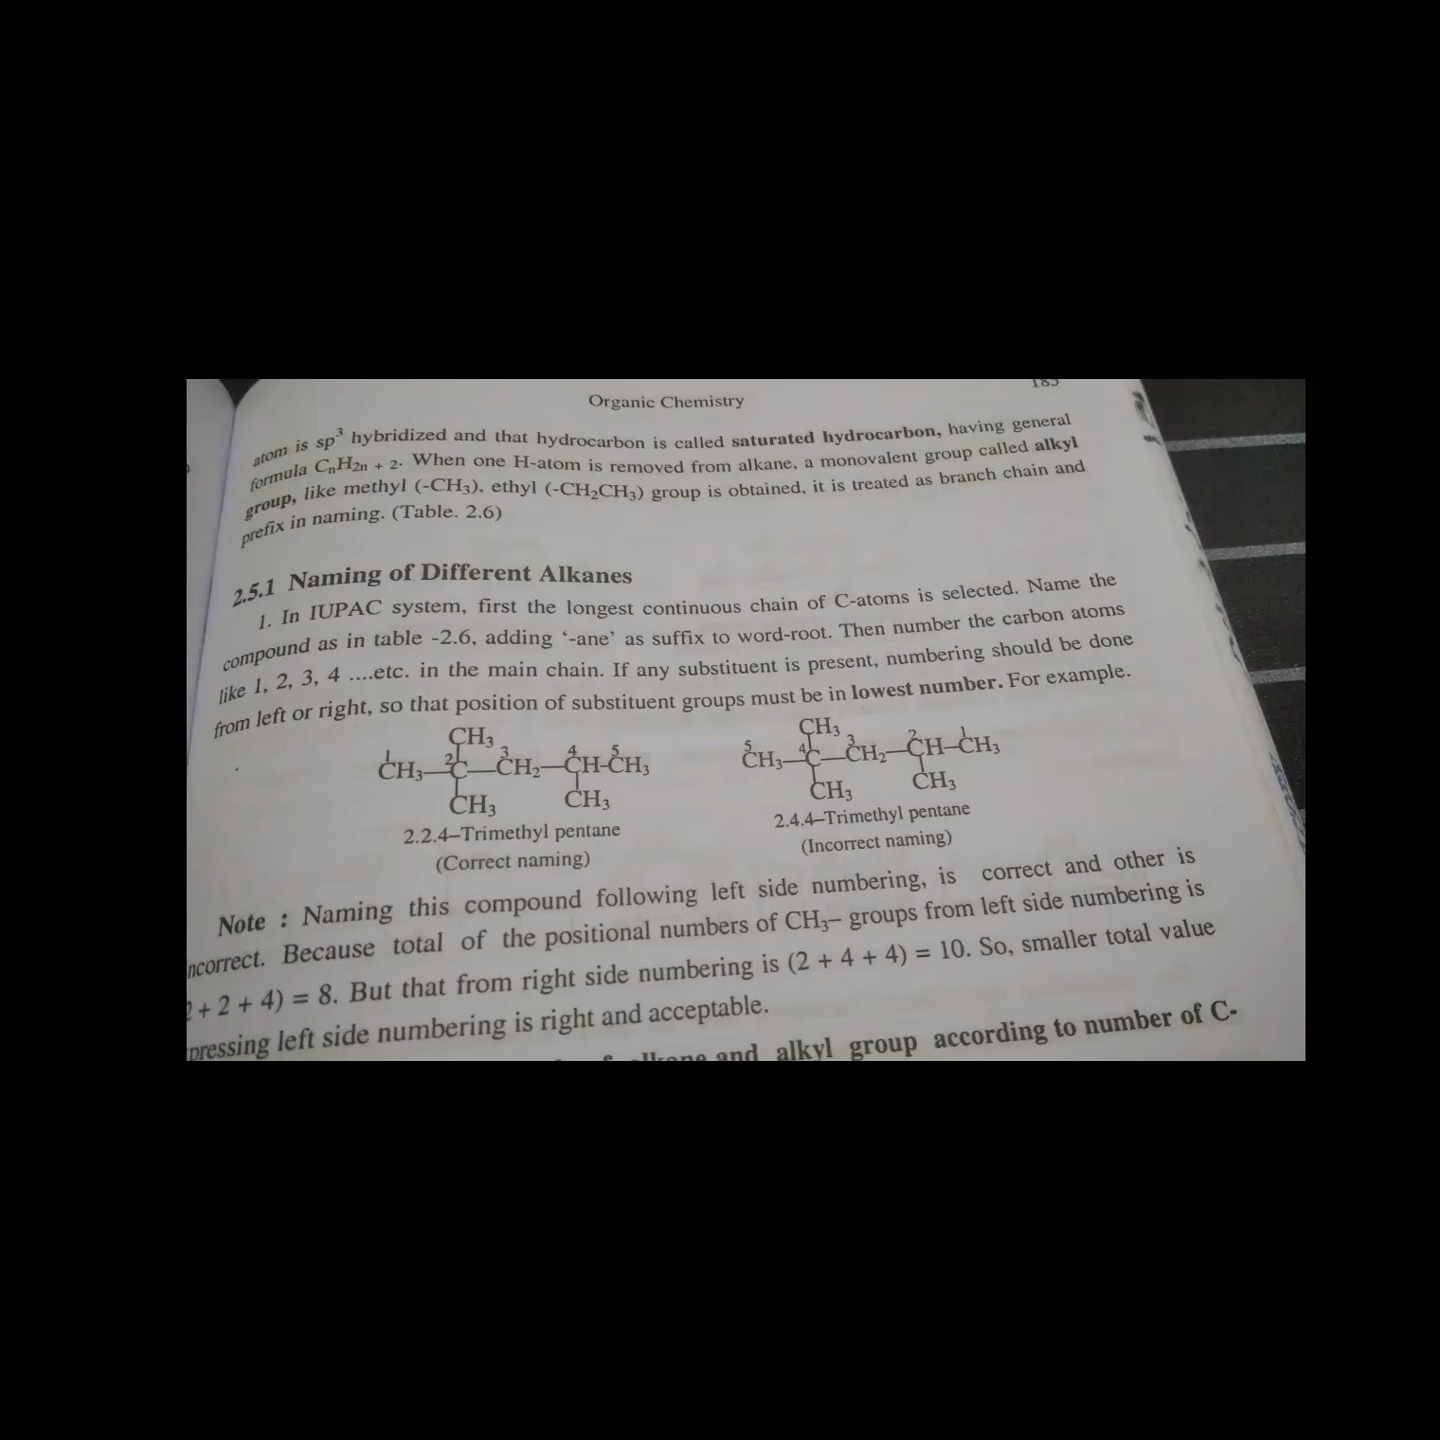 183
Organic Chemistry
atom is sp³ hybridized and that hydrocarbon is called saturated hydrocarbon, having general
formula CₙH₂ₙ ₊ ₂. When one H-atom is removed from alkane, a monovalent group called alkyl
group, like methyl (-CH₃), ethyl (-CH₂CH₃) group is obtained, it is treated as branch chain and
prefix in naming. (Table. 2.6)
2.5.1 Naming of Different Alkanes
1. In IUPAC system, first the longest continuous chain of C-atoms is selected. Name the
compound as in table -2.6, adding ‘-ane’ as suffix to word-root. Then number the carbon atoms
like 1, 2, 3, 4 ....etc. in the main chain. If any substituent is present, numbering should be done
from left or right, so that position of substituent groups must be in lowest number. For example.
CH₃
1 2 3 4 5
CH₃—C—CH₂—CH-CH₃
CH₃ CH₃
2.2.4–Trimethyl pentane
(Correct naming)
CH₃
5 4 3 2 1
CH₃—C—CH₂—CH–CH₃
CH₃ CH₃
2.4.4–Trimethyl pentane
(Incorrect naming)
Note : Naming this compound following left side numbering, is correct and other is
ncorrect. Because total of the positional numbers of CH₃– groups from left side numbering is
2 + 2 + 4) = 8. But that from right side numbering is (2 + 4 + 4) = 10. So, smaller total value
pressing left side numbering is right and acceptable.
alkane and alkyl group according to number of C-